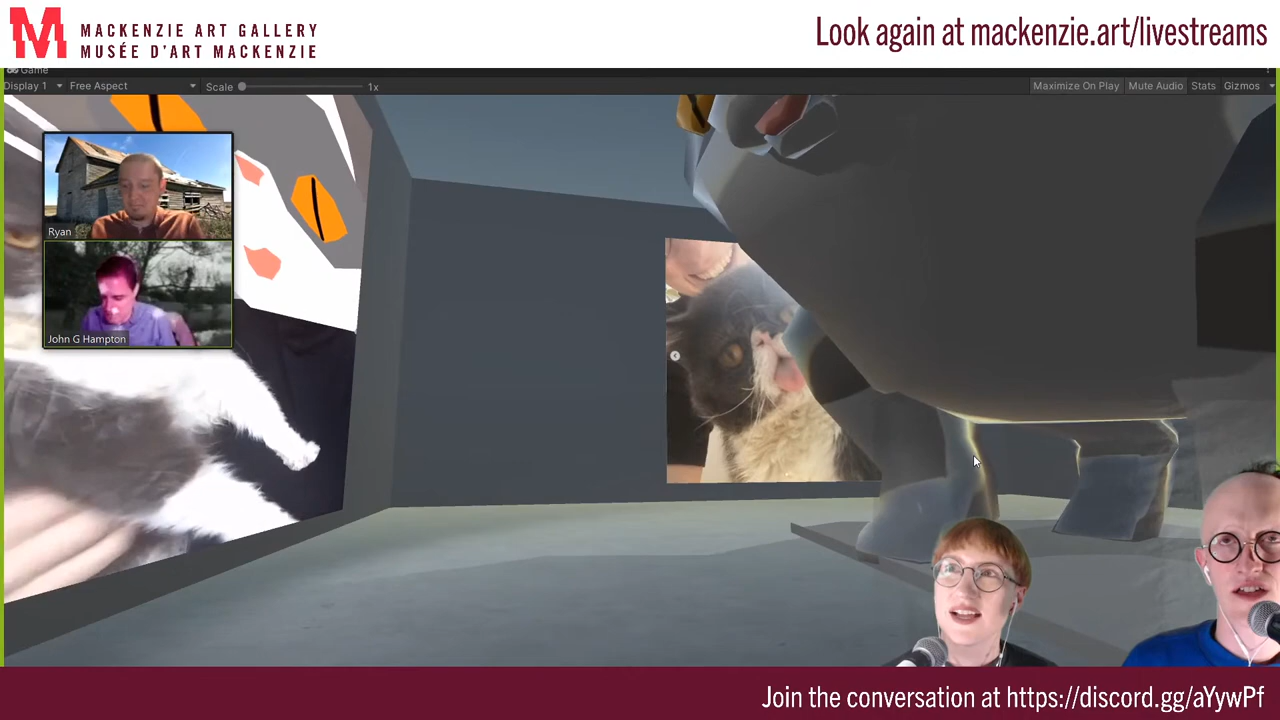 MACKENZIE ART GALLERY
MUSÉE D'ART MACKENZIE
Look again at mackenzie.art/livestreams
Game
Display 1
Free Aspect
Scale
1x
Maximize On Play
Mute Audio
Stats
Gizmos
Ryan
John G Hampton
Join the conversation at https://discord.gg/aYywPf